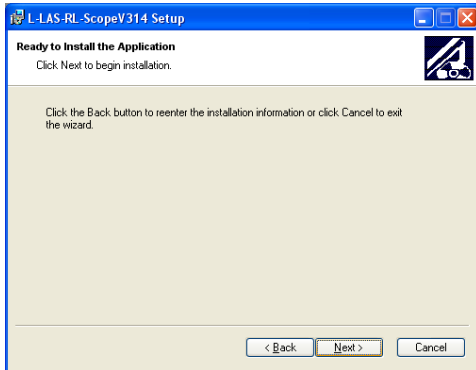 L-LAS-RL-ScopeV314 Setup
Ready to Install the Application
Click Next to begin installation.
Click the Back button to reenter the installation information or click Cancel to exit
the wizard.
< Back
Next >
Cancel